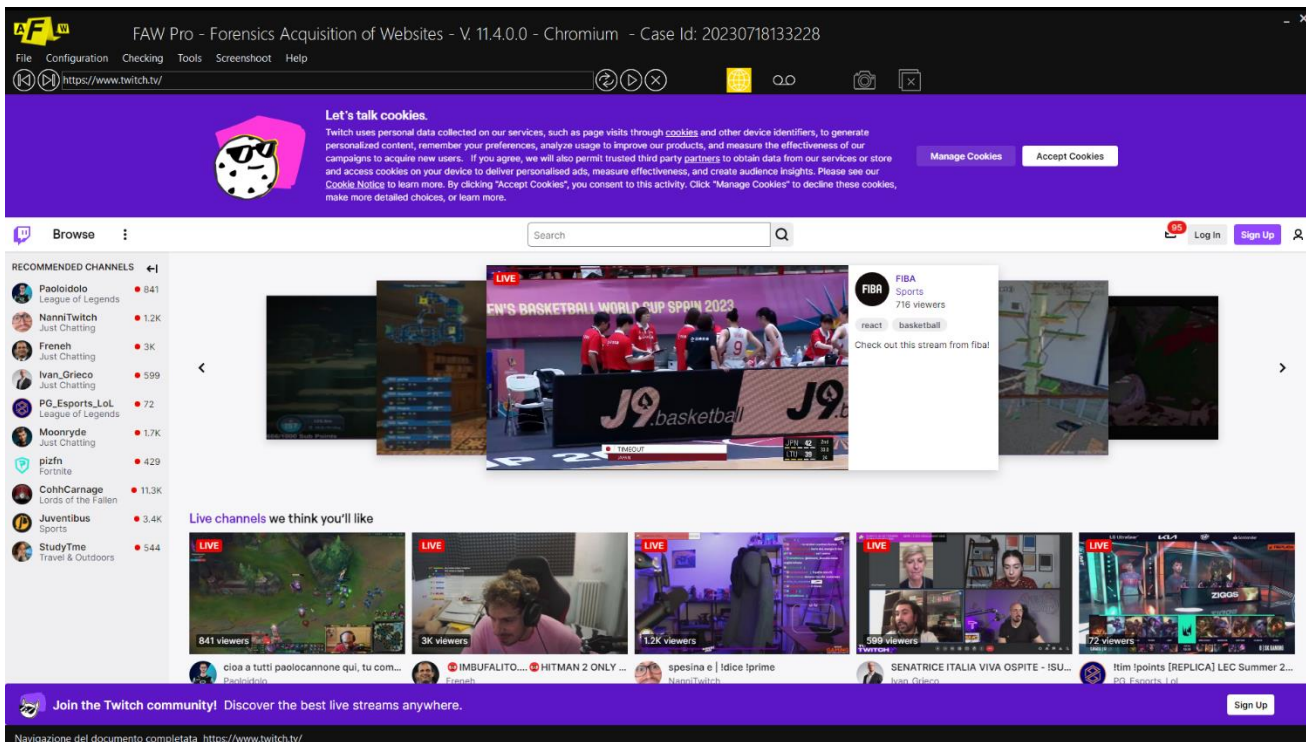 AFW
FAW Pro - Forensics Acquisition of Websites - V. 11.4.0.0 - Chromium - Case Id: 20230718133228
File Configuration Checking Tools Screenshoot Help
https://www.twitch.tv/
Let's talk cookies.
Twitch uses personal data collected on our services, such as page visits through cookies and other device identifiers, to generate
personalized content, remember your preferences, analyze usage to improve our products, and measure the effectiveness of our
campaigns to acquire new users. If you agree, we will also permit trusted third party partners to obtain data from our services or store
and access cookies on your device to deliver personalised ads, measure effectiveness, and create audience insights. Please see our
Cookie Notice to learn more. By clicking "Accept Cookies", you consent to this activity. Click "Manage Cookies" to decline these cookies,
make more detailed choices, or learn more.
Manage Cookies
Accept Cookies
Browse
Search
95
Log In
Sign Up
RECOMMENDED CHANNELS
Paoloidolo 841
League of Legends
NanniTwitch 1.2K
Just Chatting
Freneh 3K
Just Chatting
Ivan_Grieco 599
Just Chatting
PG_Esports_LoL 72
League of Legends
Moonryde 1.7K
Just Chatting
pizfn 429
Fortnite
CohhCarnage 11.3K
Lords of the Fallen
Juventibus 3.4K
Sports
StudyTme 544
Travel & Outdoors
LIVE
EN'S BASKETBALL WORLD CUP SPAIN 2023
9
J9.basketball
J9.b
TIMEOUT
JPN 42 2nd
LTU 39
FIBA
FIBA
Sports
716 viewers
react basketball
Check out this stream from fiba!
Live channels we think you'll like
LIVE
841 viewers
cioa a tutti paolocannone qui, tu com...
Paoloidolo
LIVE
3K viewers
IMBUFALITO.... HITMAN 2 ONLY ...
Freneh
LIVE
1.2K viewers
spesina e | !dice !prime
NanniTwitch
LIVE
599 viewers
TWITCH
SENATRICE ITALIA VIVA OSPITE - !SU...
Ivan_Grieco
LIVE
ZIGGS
72 viewers
!tim !points [REPLICA] LEC Summer 2...
PG_Esports_LoL
Join the Twitch community! Discover the best live streams anywhere.
Sign Up
Navigazione del documento completata https://www.twitch.tv/